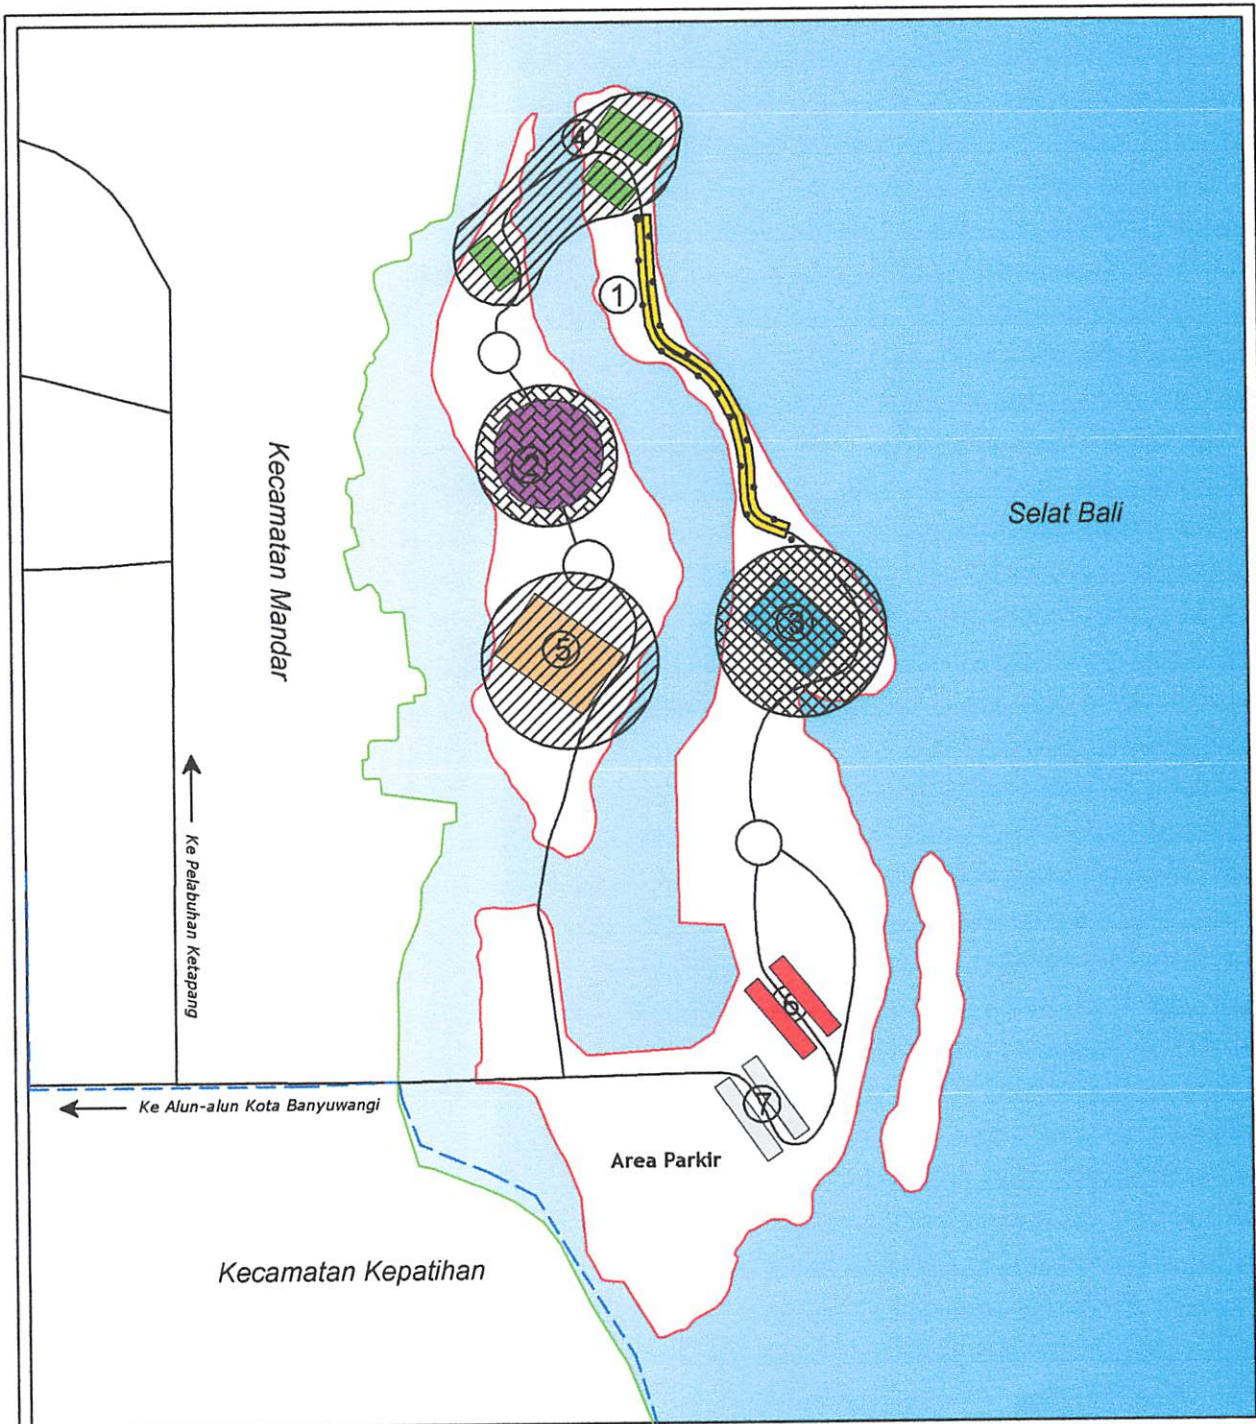 4
1
2
Selat Bali
Kecamatan Mandar
3
5
Ke Pelabuhan Ketapang
6
7
Ke Alun-alun Kota Banyuwangi
Area Parkir
Kecamatan Kepatihan